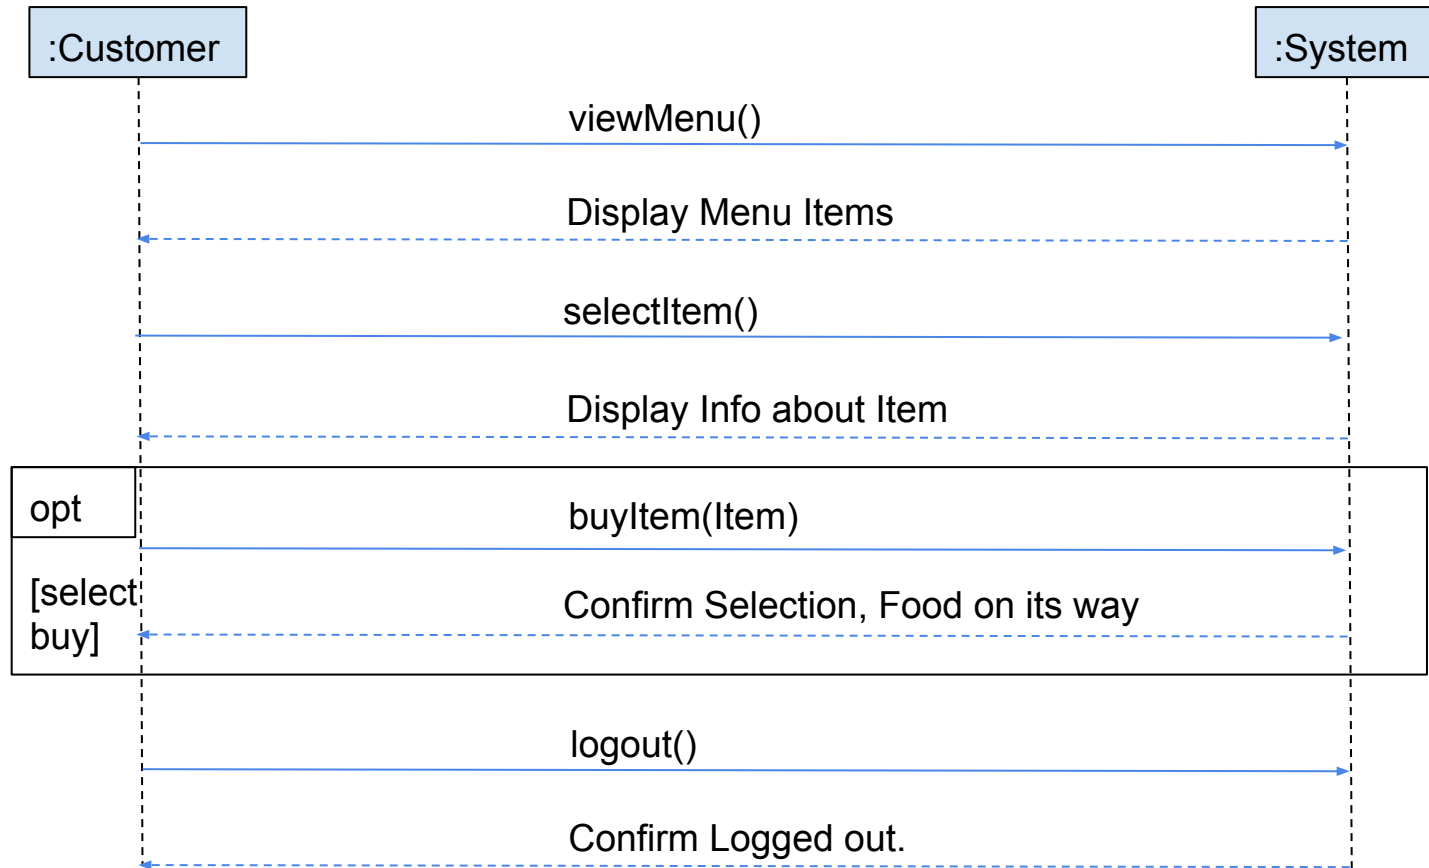 :Customer
:System
viewMenu()
Display Menu Items
selectItem()
Display Info about Item
opt
buyItem(Item)
[select
buy]
Confirm Selection, Food on its way
logout()
Confirm Logged out.